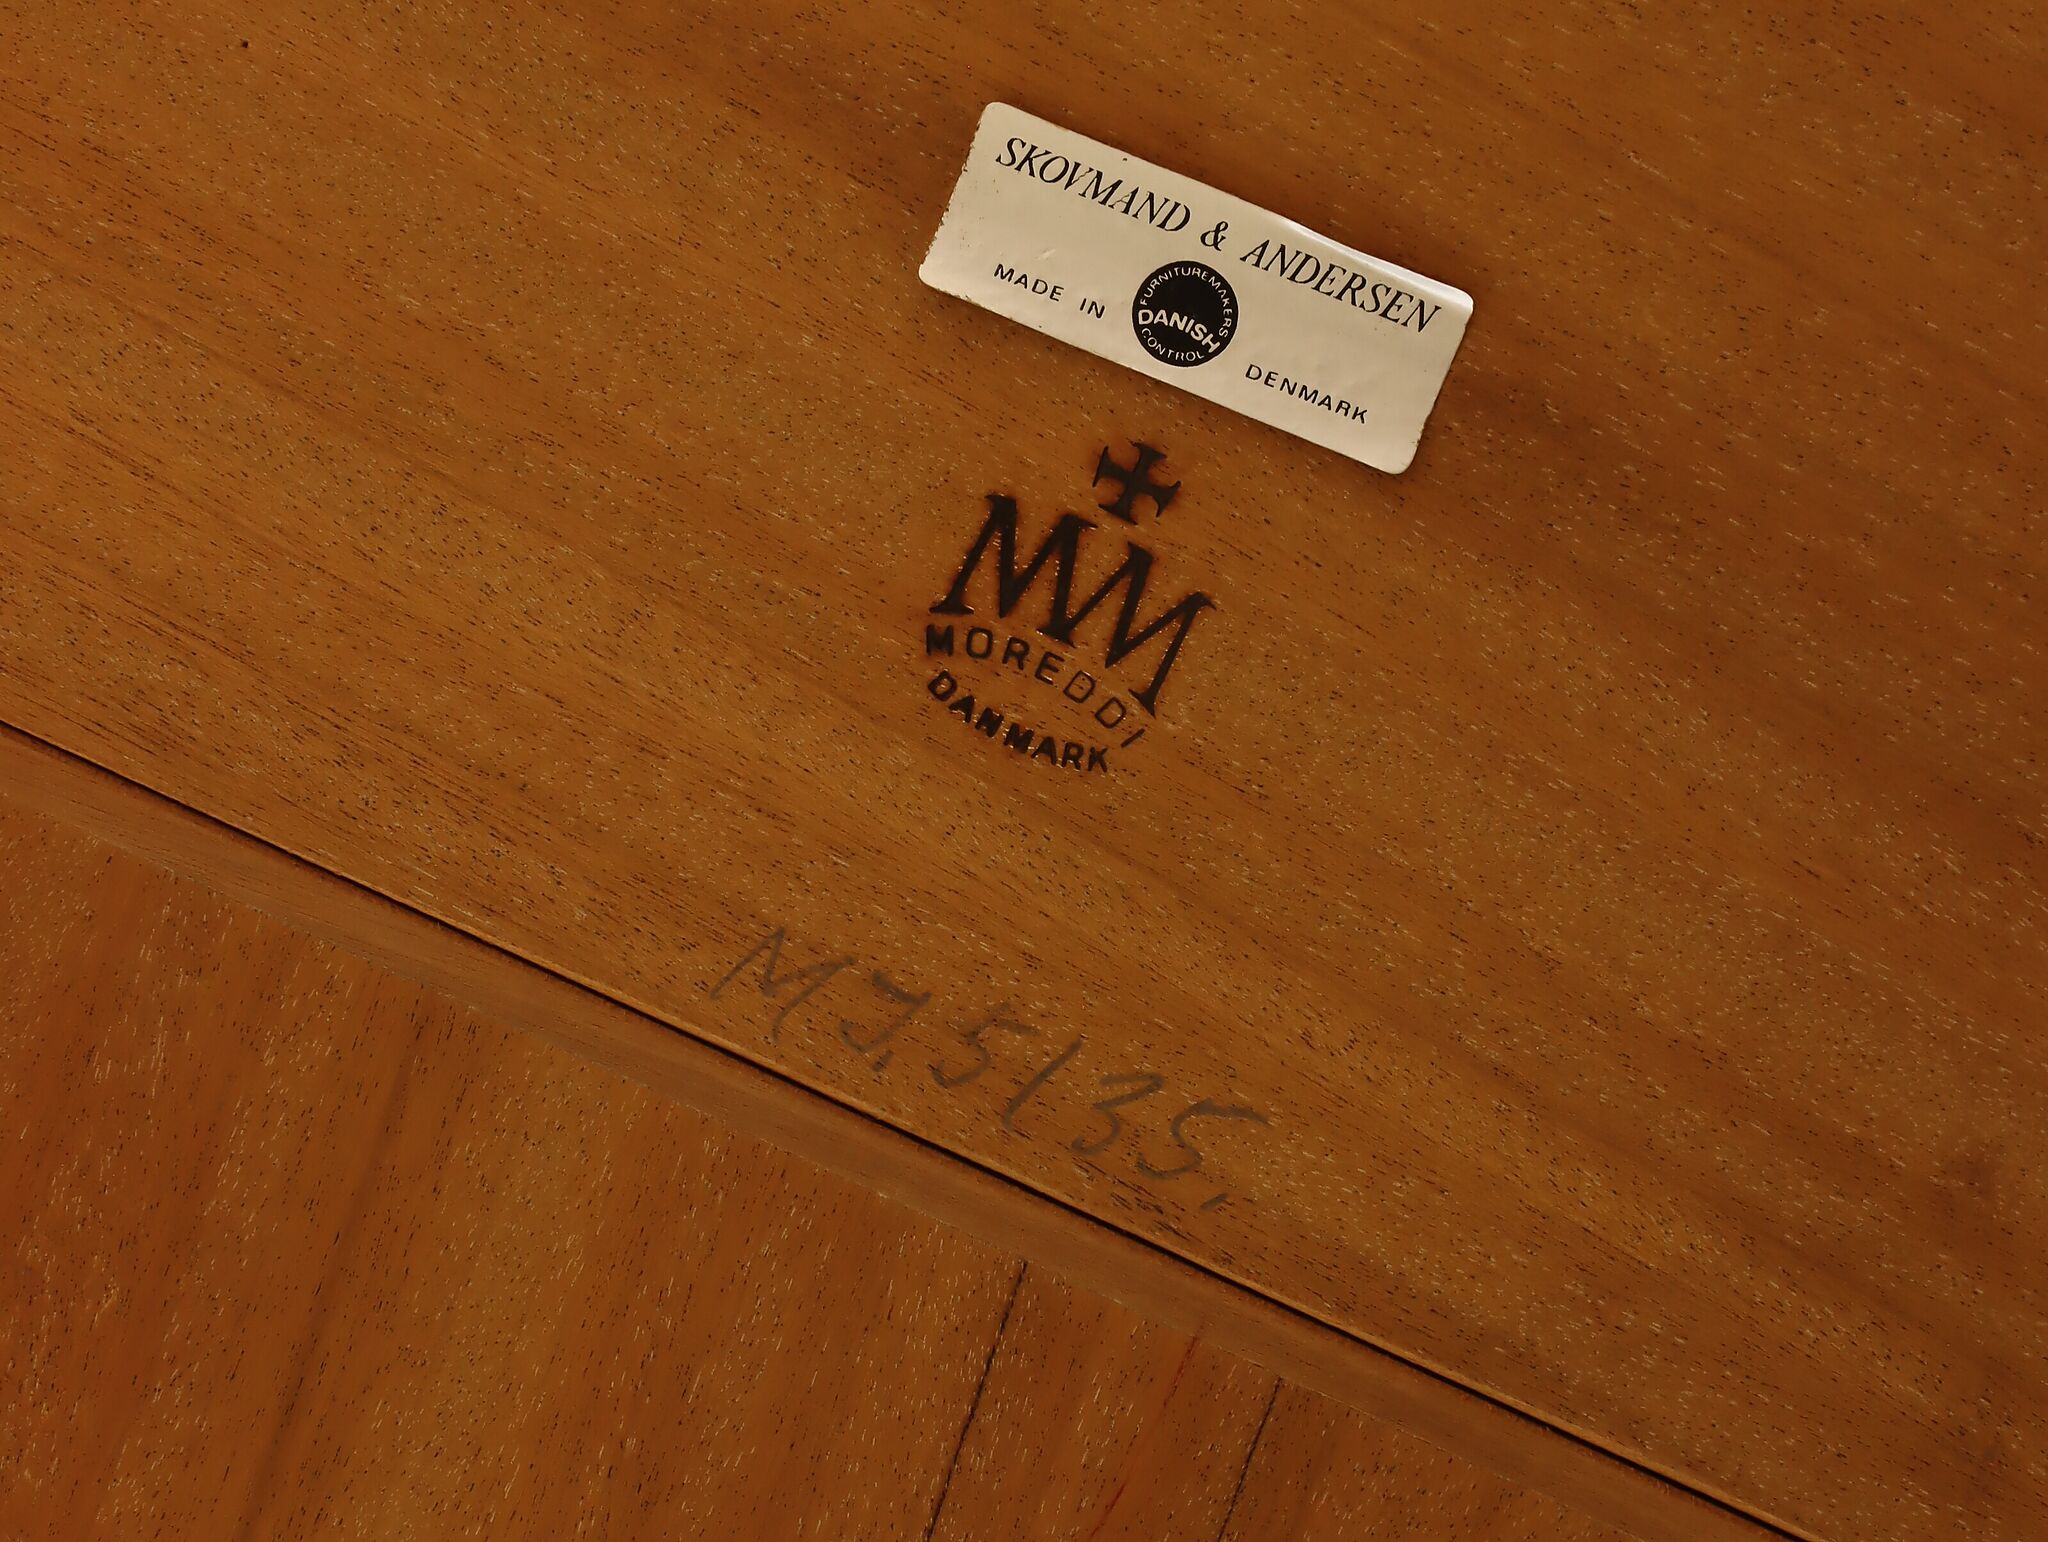 SKOVMAND & ANDERSEN
MADE IN
FURNITUREMAKERS
DANISH
CONTROL
DENMARK
MM
MOREDDI
DANMARK
MJ. 5135.